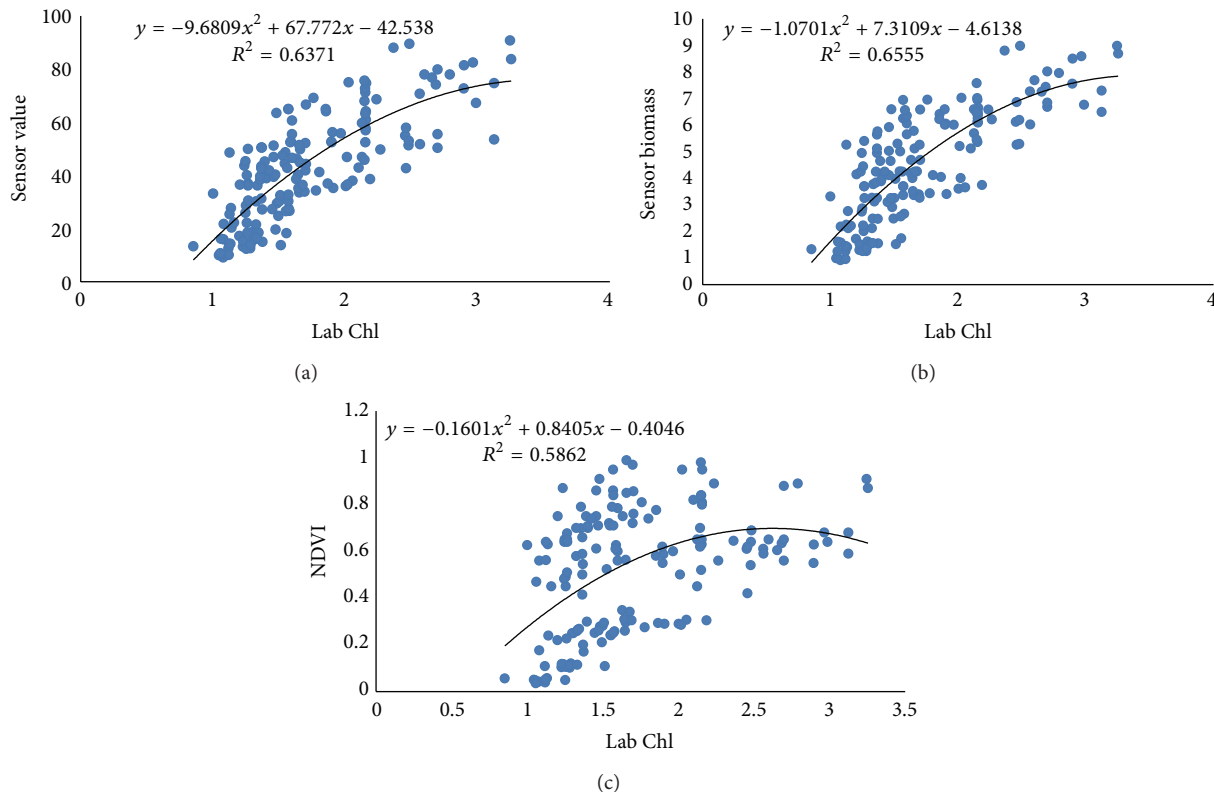 y = −9.6809x² + 67.772x − 42.538
R² = 0.6371
Sensor value
100
80
60
40
20
0
0 1 2 3 4
Lab Chl
(a)
y = −1.0701x² + 7.3109x − 4.6138
R² = 0.6555
Sensor biomass
10
9
8
7
6
5
4
3
2
1
0
0 1 2 3 4
Lab Chl
(b)
y = −0.1601x² + 0.8405x − 0.4046
R² = 0.5862
NDVI
1.2
1
0.8
0.6
0.4
0.2
0
0 0.5 1 1.5 2 2.5 3 3.5
Lab Chl
(c)